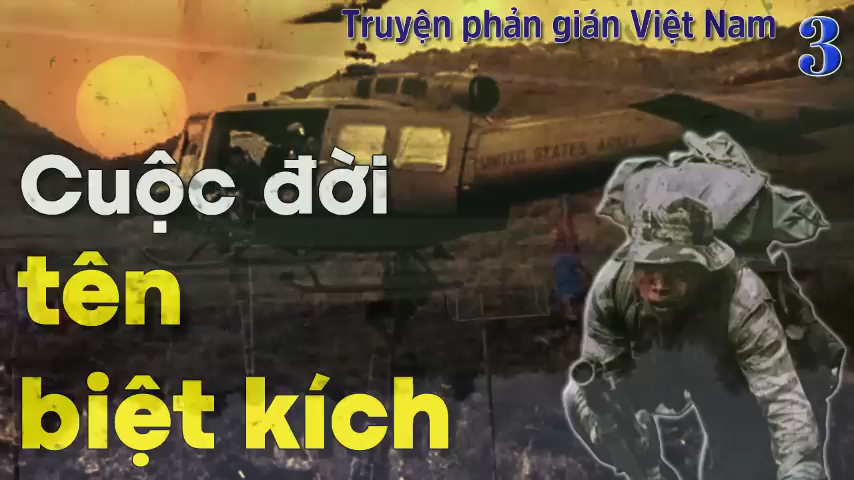 Truyện phản gián Việt Nam 3
UNITED STATES ARMY
Cuộc đời
tên
biệt kích